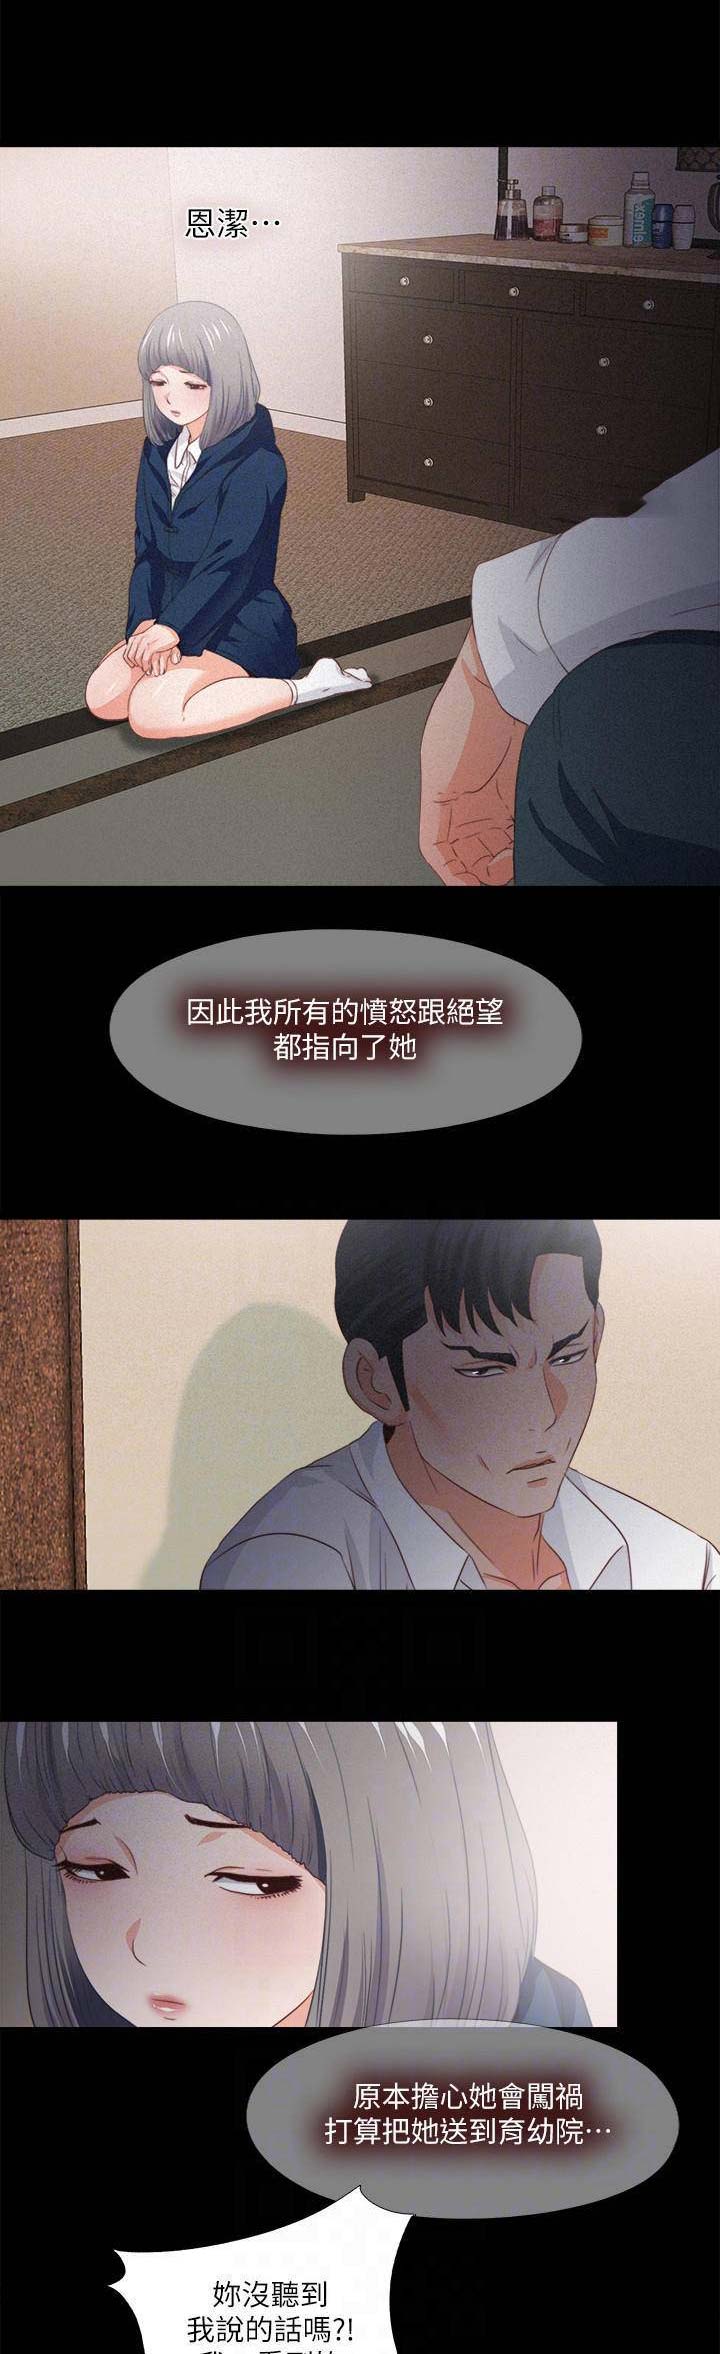 恩潔…
xemie
因此我所有的憤怒跟絕望
都指向了她
原本擔心她會闖禍
打算把她送到育幼院…
妳沒聽到
我說的話嗎?!